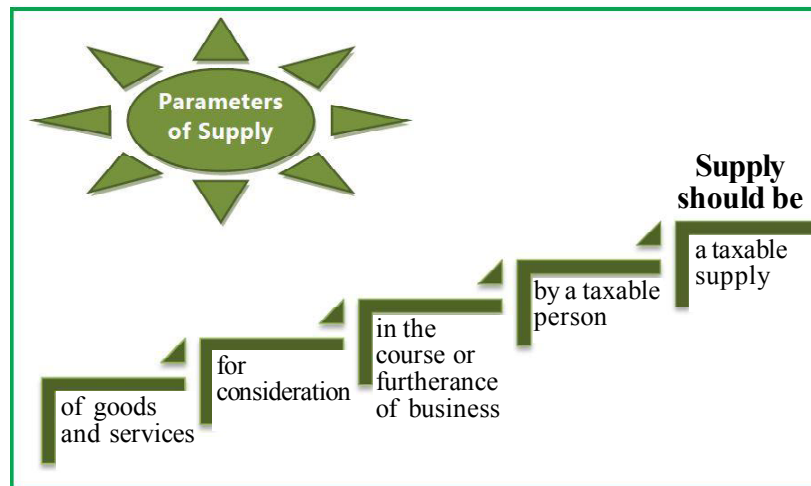 Parameters
of Supply
Supply
should be
a taxable
supply
by a taxable
person
in the
course or
furtherance
of business
for
consideration
of goods
and services